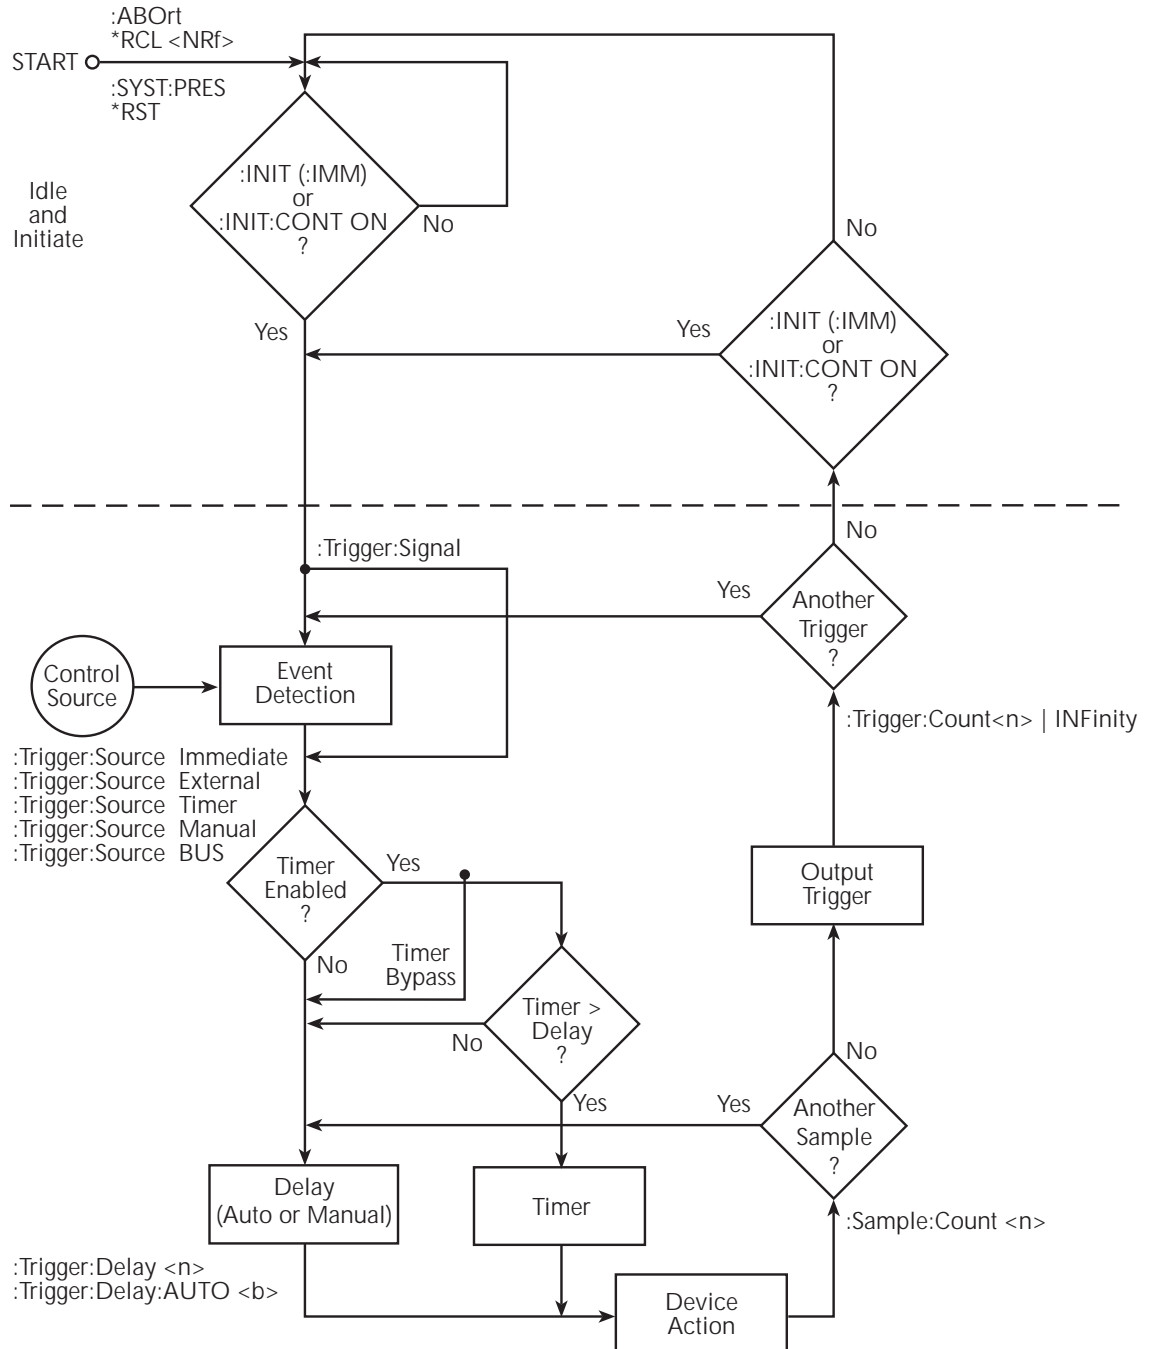 :ABOrt
*RCL <NRf>
START
:SYST:PRES
*RST
Idle
and
Initiate
:INIT (:IMM)
or
:INIT:CONT ON
?
No
Yes
No
:INIT (:IMM)
or
:INIT:CONT ON
?
Yes
No
:Trigger:Signal
Another
Trigger
?
Yes
Control
Source
Event
Detection
:Trigger:Count<n> | INFinity
:Trigger:Source Immediate
:Trigger:Source External
:Trigger:Source Timer
:Trigger:Source Manual
:Trigger:Source BUS
Timer
Enabled
?
Yes
No
Timer
Bypass
Output
Trigger
Timer >
Delay
?
No
Yes
No
Another
Sample
?
Yes
Delay
(Auto or Manual)
Timer
:Sample:Count <n>
:Trigger:Delay <n>
:Trigger:Delay:AUTO <b>
Device
Action